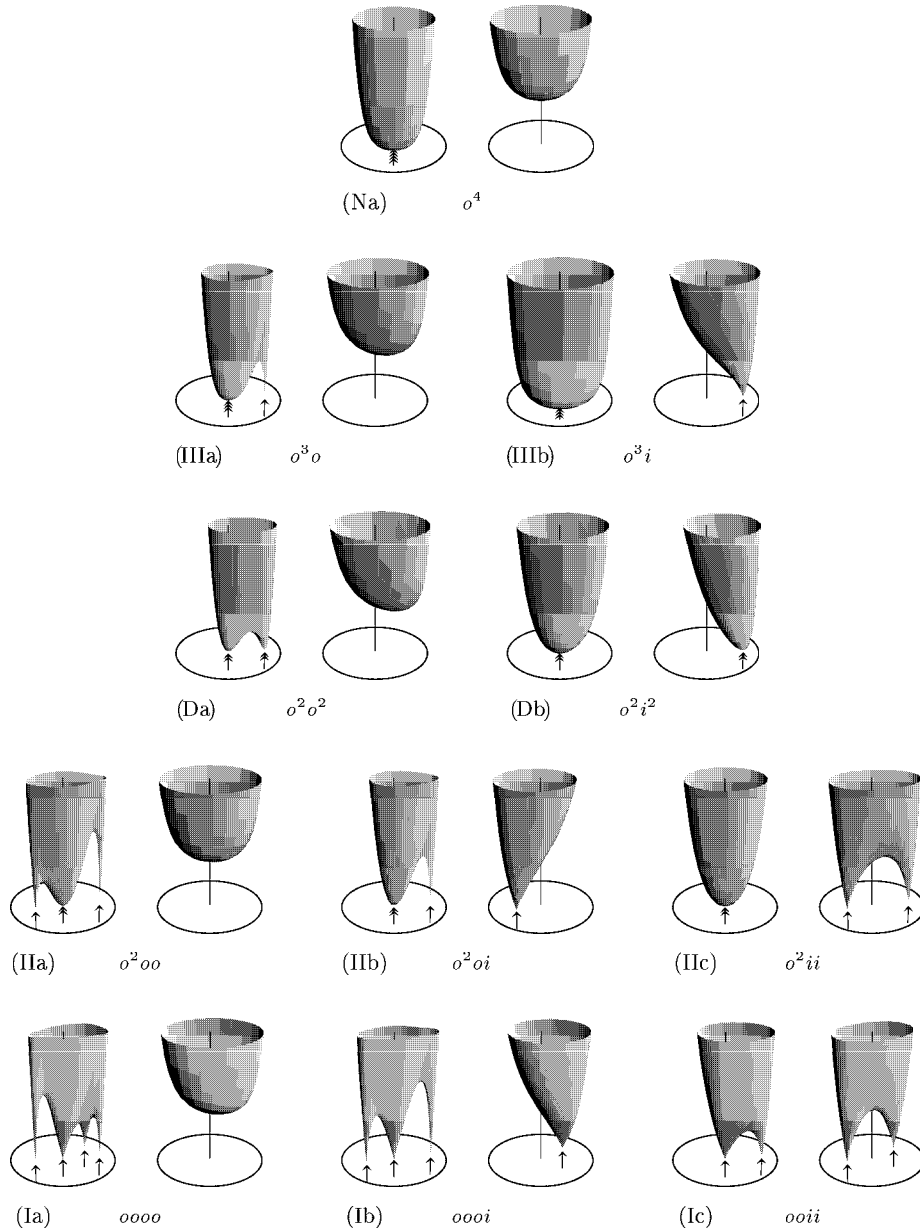 (Na) o⁴
(IIIa) o³o (IIIb) o³i
(Da) o²o² (Db) o²i²
(IIa) o²oo (IIb) o²oi (IIc) o²ii
(Ia) oooo (Ib) oooi (Ic) ooii